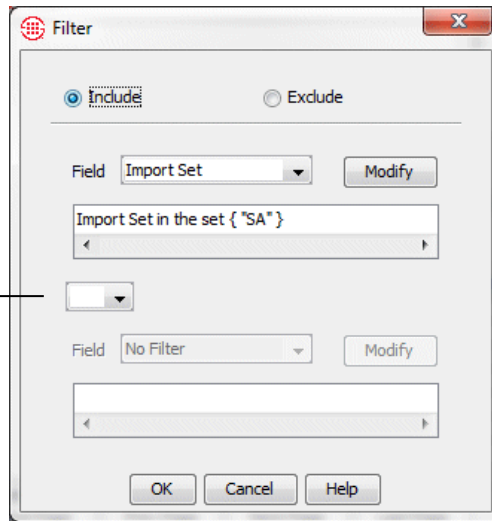 Filter
Include Exclude
Field Import Set Modify
Import Set in the set { "SA" }
Field No Filter Modify
OK Cancel Help